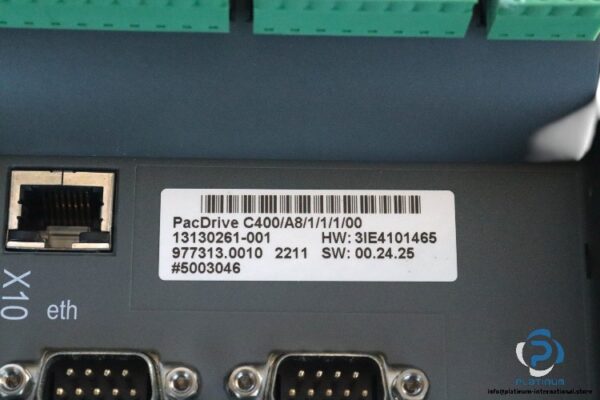 PacDrive C400/A8/1/1/1/00
13130261-001 HW: 3IE4101465
977313.0010 2211 SW: 00.24.25
#5003046
X10
eth
PLATINUM
info@platinum-international.store